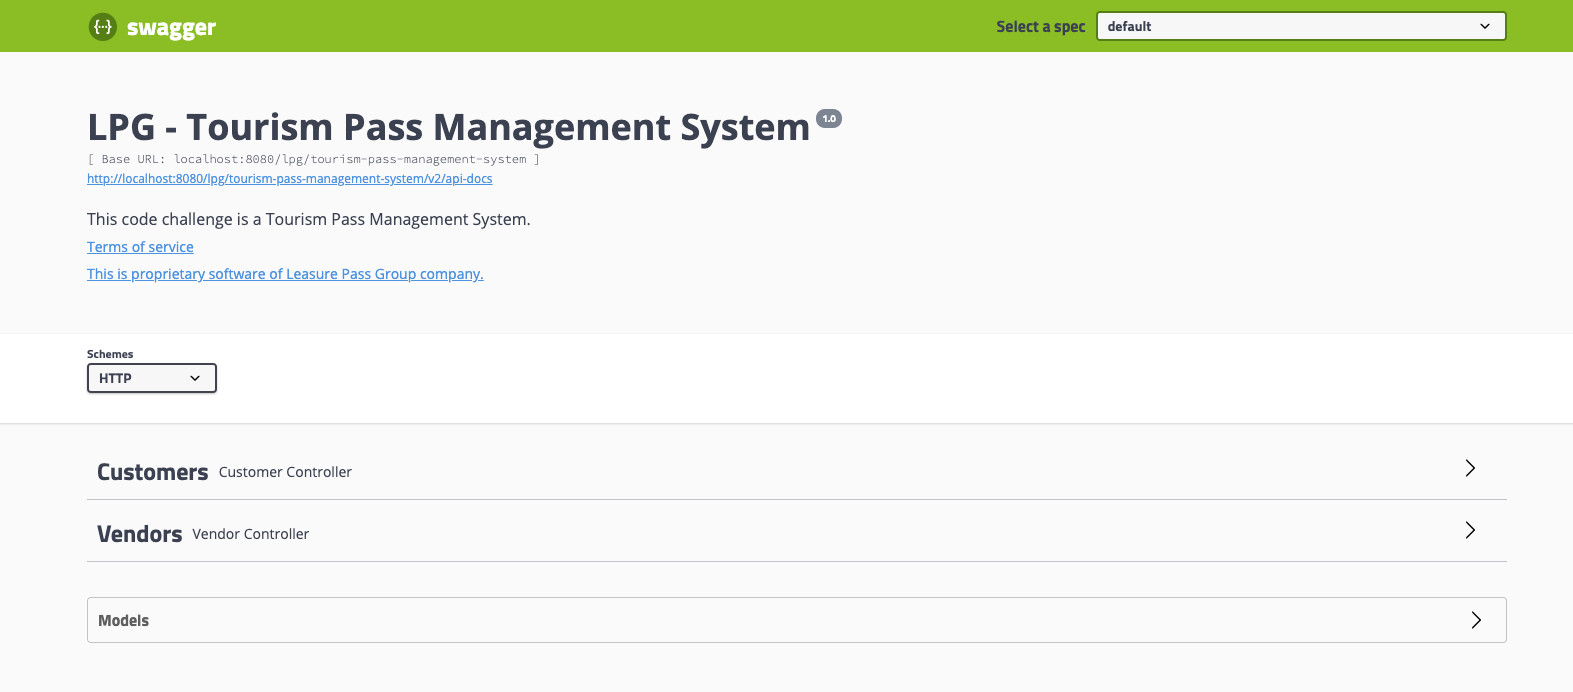 {··} swagger
Select a spec default
LPG - Tourism Pass Management System 1.0
[ Base URL: localhost:8080/lpg/tourism-pass-management-system ]
http://localhost:8080/lpg/tourism-pass-management-system/v2/api-docs
This code challenge is a Tourism Pass Management System.
Terms of service
This is proprietary software of Leasure Pass Group company.
Schemes
HTTP
Customers Customer Controller
Vendors Vendor Controller
Models